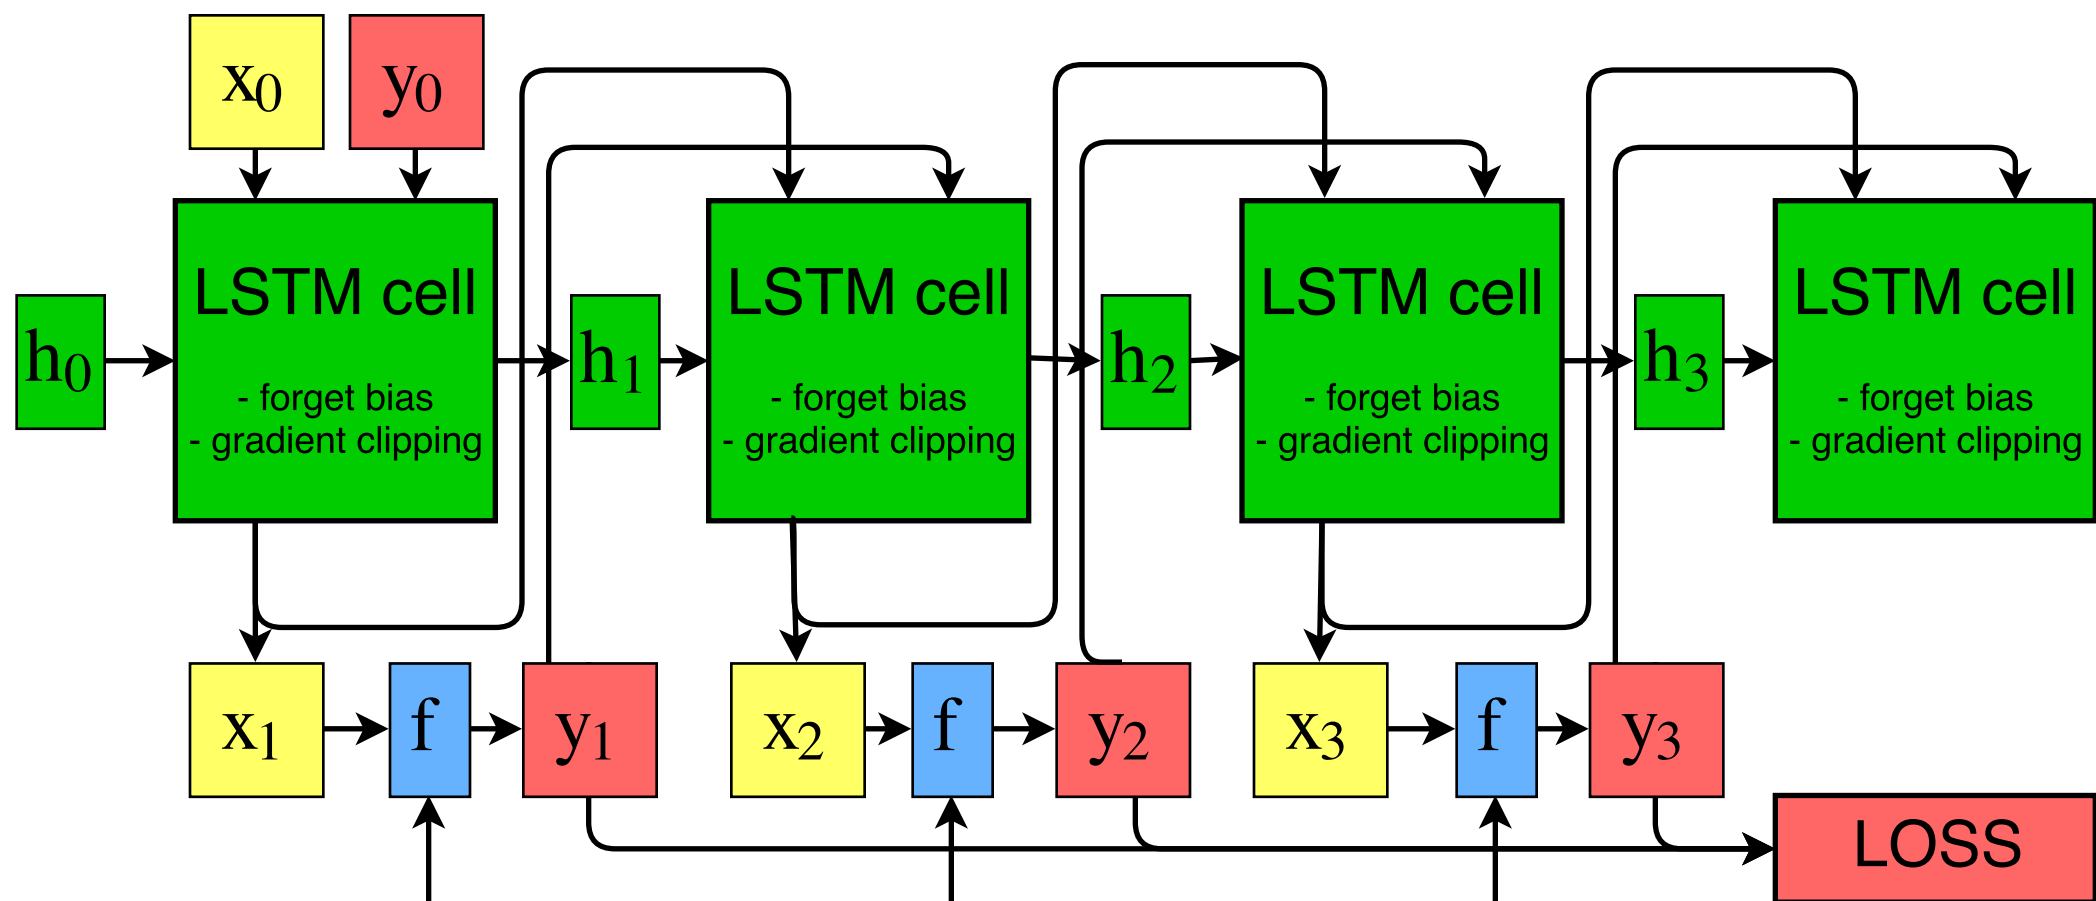 x₀ y₀
h₀
LSTM cell
- forget bias
- gradient clipping
h₁
LSTM cell
- forget bias
- gradient clipping
h₂
LSTM cell
- forget bias
- gradient clipping
h₃
LSTM cell
- forget bias
- gradient clipping
x₁ f y₁ x₂ f y₂ x₃ f y₃
LOSS